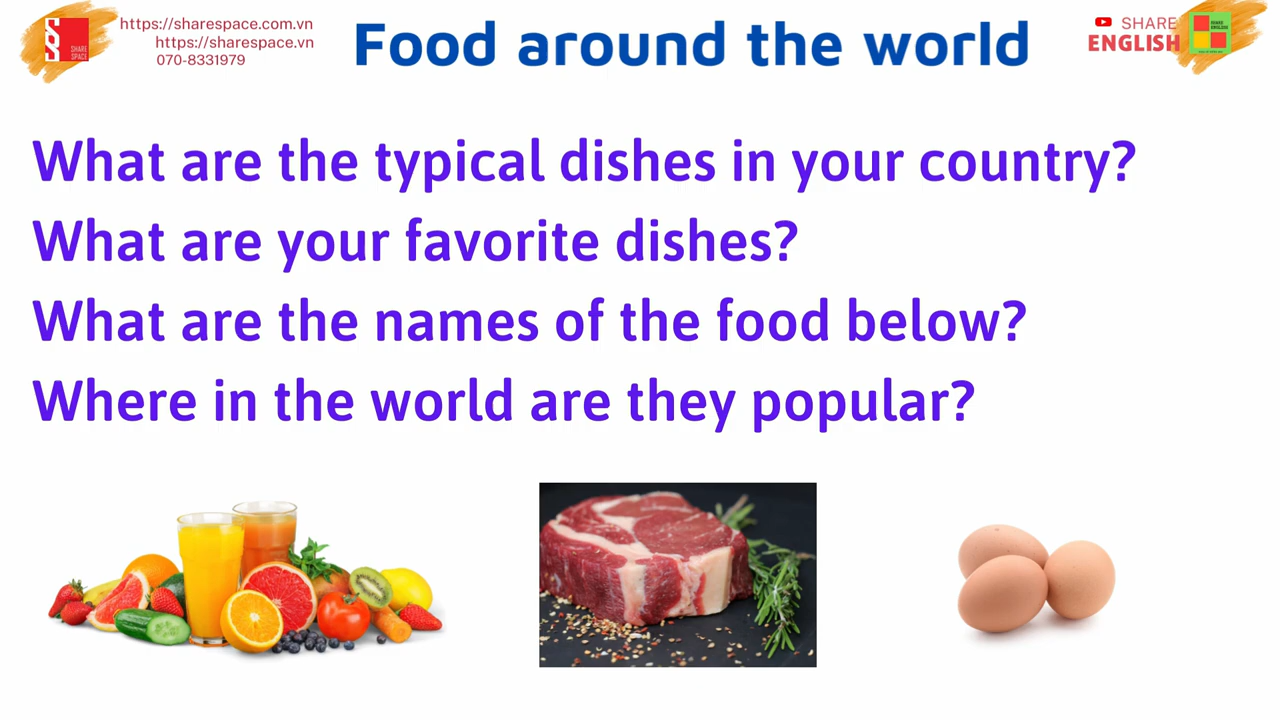 https://sharespace.com.vn
https://sharespace.vn
070-8331979
SHARE
SPACE
Food around the world
SHARE
ENGLISH
What are the typical dishes in your country?
What are your favorite dishes?
What are the names of the food below?
Where in the world are they popular?